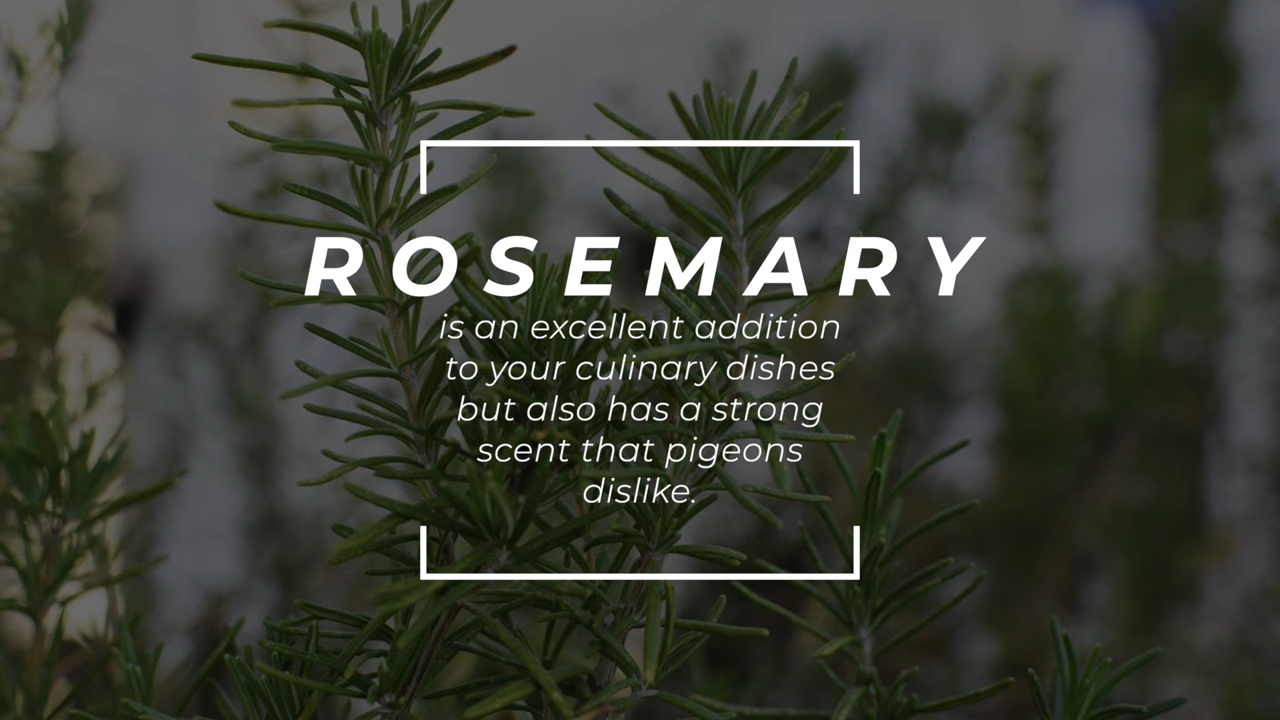 ROSEMARY
is an excellent addition
to your culinary dishes
but also has a strong
scent that pigeons
dislike.